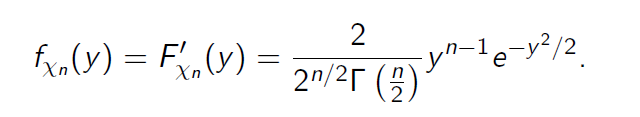 f_{χ_n}(y) = F′_{χ_n}(y) = \frac{2}{2^{n/2}Γ(\frac{n}{2})} y^{n−1} e^{−y^2/2}.